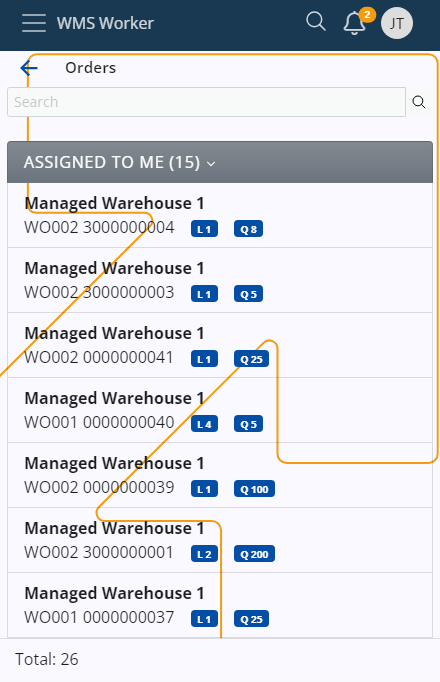 WMS Worker
2
JT
Orders
Search
ASSIGNED TO ME (15)
Managed Warehouse 1
WO002 3000000004 L 1 Q 8
Managed Warehouse 1
WO002 3000000003 L 1 Q 5
Managed Warehouse 1
WO002 0000000041 L 1 Q 25
Managed Warehouse 1
WO001 0000000040 L 4 Q 5
Managed Warehouse 1
WO002 0000000039 L 1 Q 100
Managed Warehouse 1
WO002 3000000001 L 2 Q 200
Managed Warehouse 1
WO001 0000000037 L 1 Q 25
Total: 26